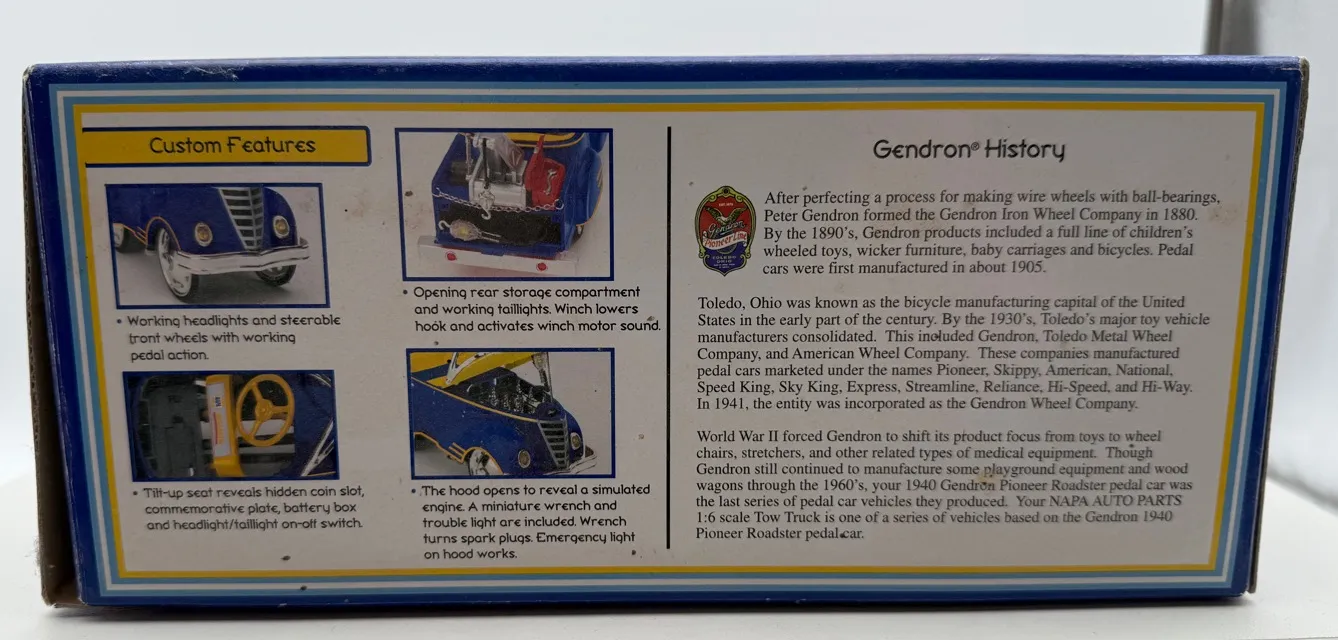 Custom Features
• Working headlights and steerable
front wheels with working
pedal action.
• Tilt-up seat reveals hidden coin slot,
commemorative plate, battery box
and headlight/taillight on-off switch.
• Opening rear storage compartment
and working taillights. Winch lowers
hook and activates winch motor sound.
• The hood opens to reveal a simulated
engine. A miniature wrench and
trouble light are included. Wrench
turns spark plugs. Emergency light
on hood works.
Gendron® History
Gendron
Pioneer Line
TOLEDO
OHIO
After perfecting a process for making wire wheels with ball-bearings,
Peter Gendron formed the Gendron Iron Wheel Company in 1880.
By the 1890's, Gendron products included a full line of children's
wheeled toys, wicker furniture, baby carriages and bicycles. Pedal
cars were first manufactured in about 1905.
Toledo, Ohio was known as the bicycle manufacturing capital of the United
States in the early part of the century. By the 1930's, Toledo's major toy vehicle
manufacturers consolidated. This included Gendron, Toledo Metal Wheel
Company, and American Wheel Company. These companies manufactured
pedal cars marketed under the names Pioneer, Skippy, American, National,
Speed King, Sky King, Express, Streamline, Reliance, Hi-Speed, and Hi-Way.
In 1941, the entity was incorporated as the Gendron Wheel Company.
World War II forced Gendron to shift its product focus from toys to wheel
chairs, stretchers, and other related types of medical equipment. Though
Gendron still continued to manufacture some playground equipment and wood
wagons through the 1960's, your 1940 Gendron Pioneer Roadster pedal car was
the last series of pedal car vehicles they produced. Your NAPA AUTO PARTS
1:6 scale Tow Truck is one of a series of vehicles based on the Gendron 1940
Pioneer Roadster pedal car.